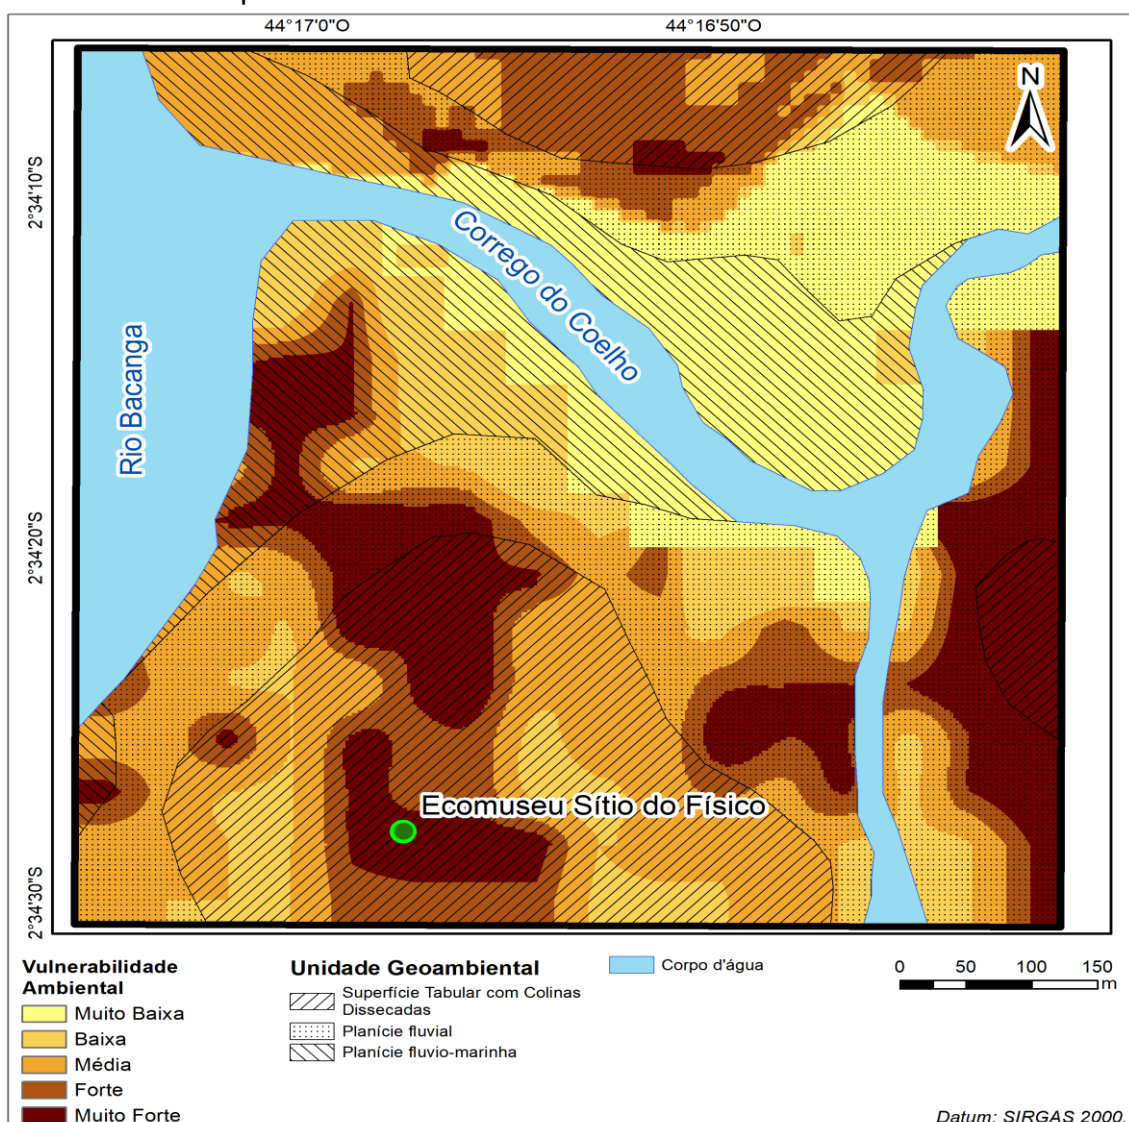 44°17'0"O
44°16'50"O
N
2°34'10"S
Corrego do Coelho
Rio Bacanga
2°34'20"S
Ecomuseu Sítio do Físico
2°34'30"S
Vulnerabilidade
Ambiental
Muito Baixa
Baixa
Média
Forte
Muito Forte
Unidade Geoambiental
Superfície Tabular com Colinas
Dissecadas
Planície fluvial
Planície fluvio-marinha
Corpo d'água
0 50 100 150
m
Datum: SIRGAS 2000.